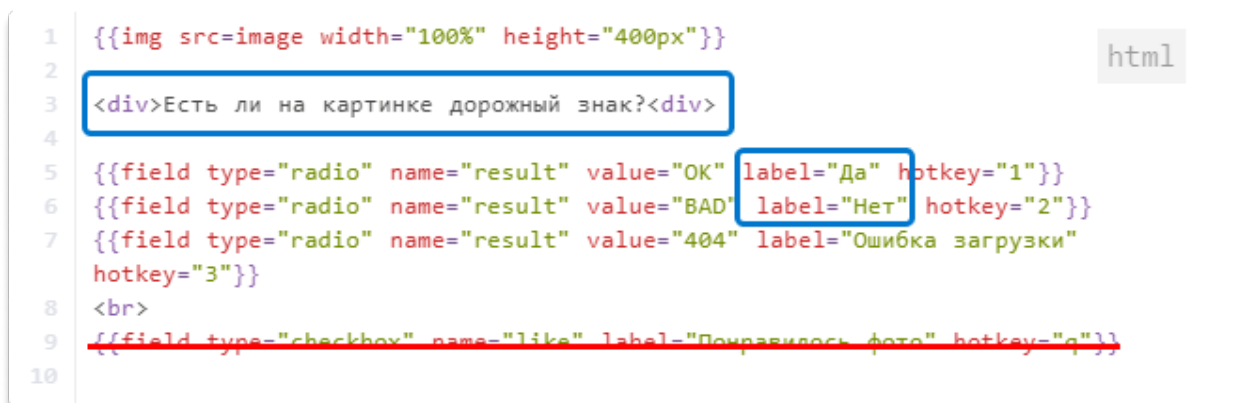 1 {{img src=image width="100%" height="400px"}}
html
2
3 <div>Есть ли на картинке дорожный знак?<div>
4
5 {{field type="radio" name="result" value="OK" label="Да" hotkey="1"}}
6 {{field type="radio" name="result" value="BAD" label="Нет" hotkey="2"}}
7 {{field type="radio" name="result" value="404" label="Ошибка загрузки"
hotkey="3"}}
8 <br>
9 {{field type="checkbox" name="like" label="Понравилось фото" hotkey="q"}}
10